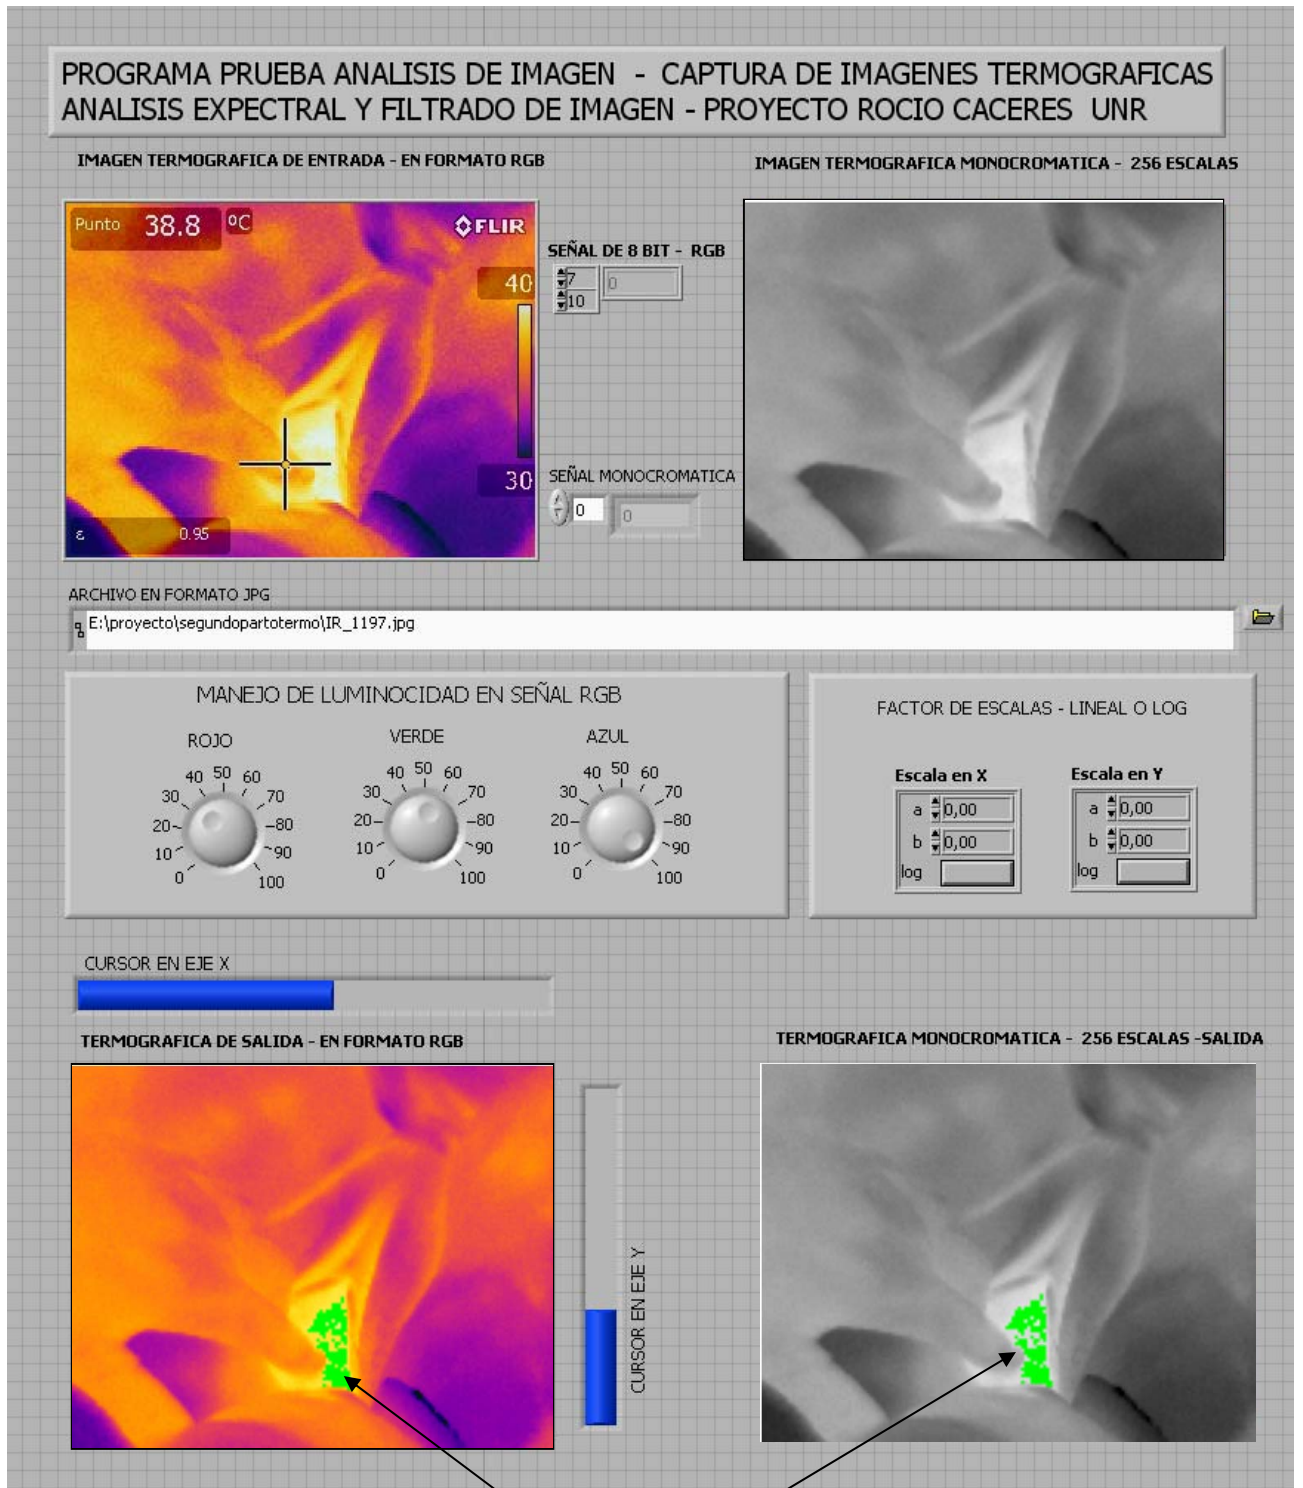 PROGRAMA PRUEBA ANALISIS DE IMAGEN - CAPTURA DE IMAGENES TERMOGRAFICAS
ANALISIS EXPECTRAL Y FILTRADO DE IMAGEN - PROYECTO ROCIO CACERES UNR
IMAGEN TERMOGRAFICA DE ENTRADA - EN FORMATO RGB
IMAGEN TERMOGRAFICA MONOCROMATICA - 256 ESCALAS
Punto 38.8 ºC
FLIR
40
30
ε 0.95
SEÑAL DE 8 BIT - RGB
7
0
10
SEÑAL MONOCROMATICA
0
0
ARCHIVO EN FORMATO JPG
E:\proyecto\segundopartotermo\IR_1197.jpg
MANEJO DE LUMINOCIDAD EN SEÑAL RGB
ROJO
0 10 20 30 40 50 60 70 80 90 100
VERDE
0 10 20 30 40 50 60 70 80 90 100
AZUL
0 10 20 30 40 50 60 70 80 90 100
FACTOR DE ESCALAS - LINEAL O LOG
Escala en X
a 0,00
b 0,00
log
Escala en Y
a 0,00
b 0,00
log
CURSOR EN EJE X
TERMOGRAFICA DE SALIDA - EN FORMATO RGB
CURSOR EN EJE Y
TERMOGRAFICA MONOCROMATICA - 256 ESCALAS -SALIDA